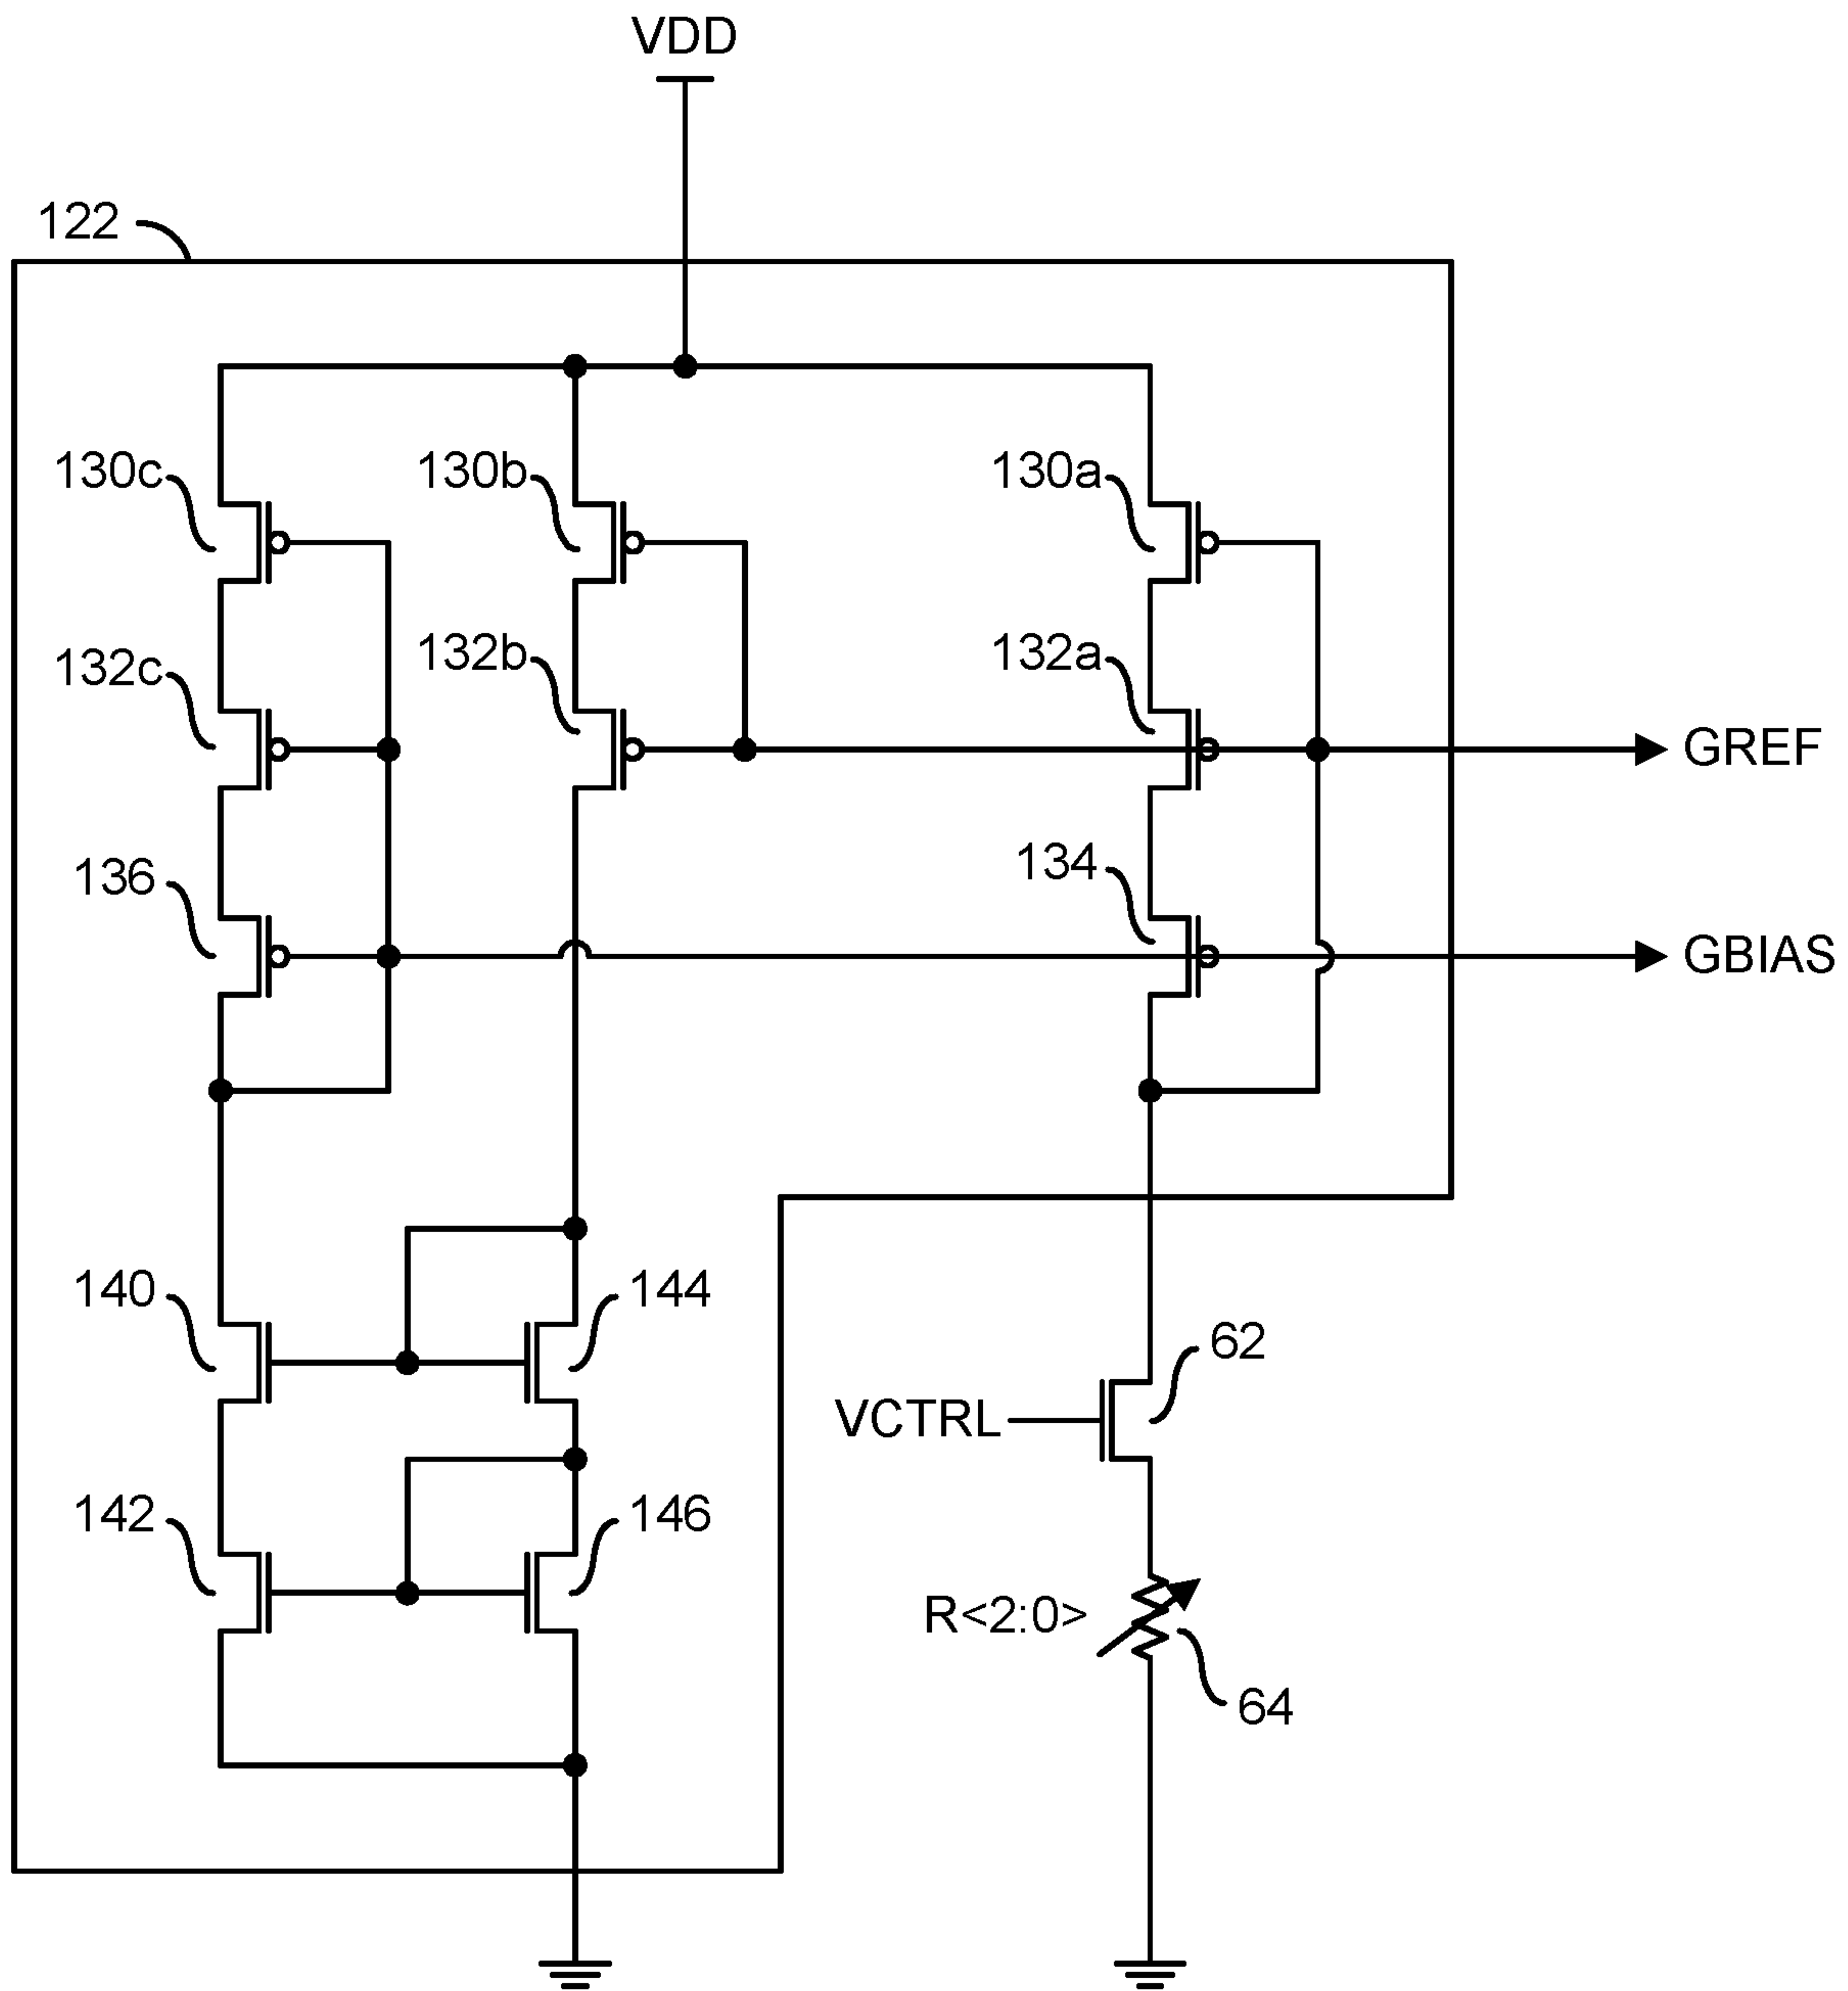 VDD
122
130c
130b
130a
132c
132b
132a
GREF
136
134
GBIAS
140
144
62
VCTRL
142
146
R<2:0>
64